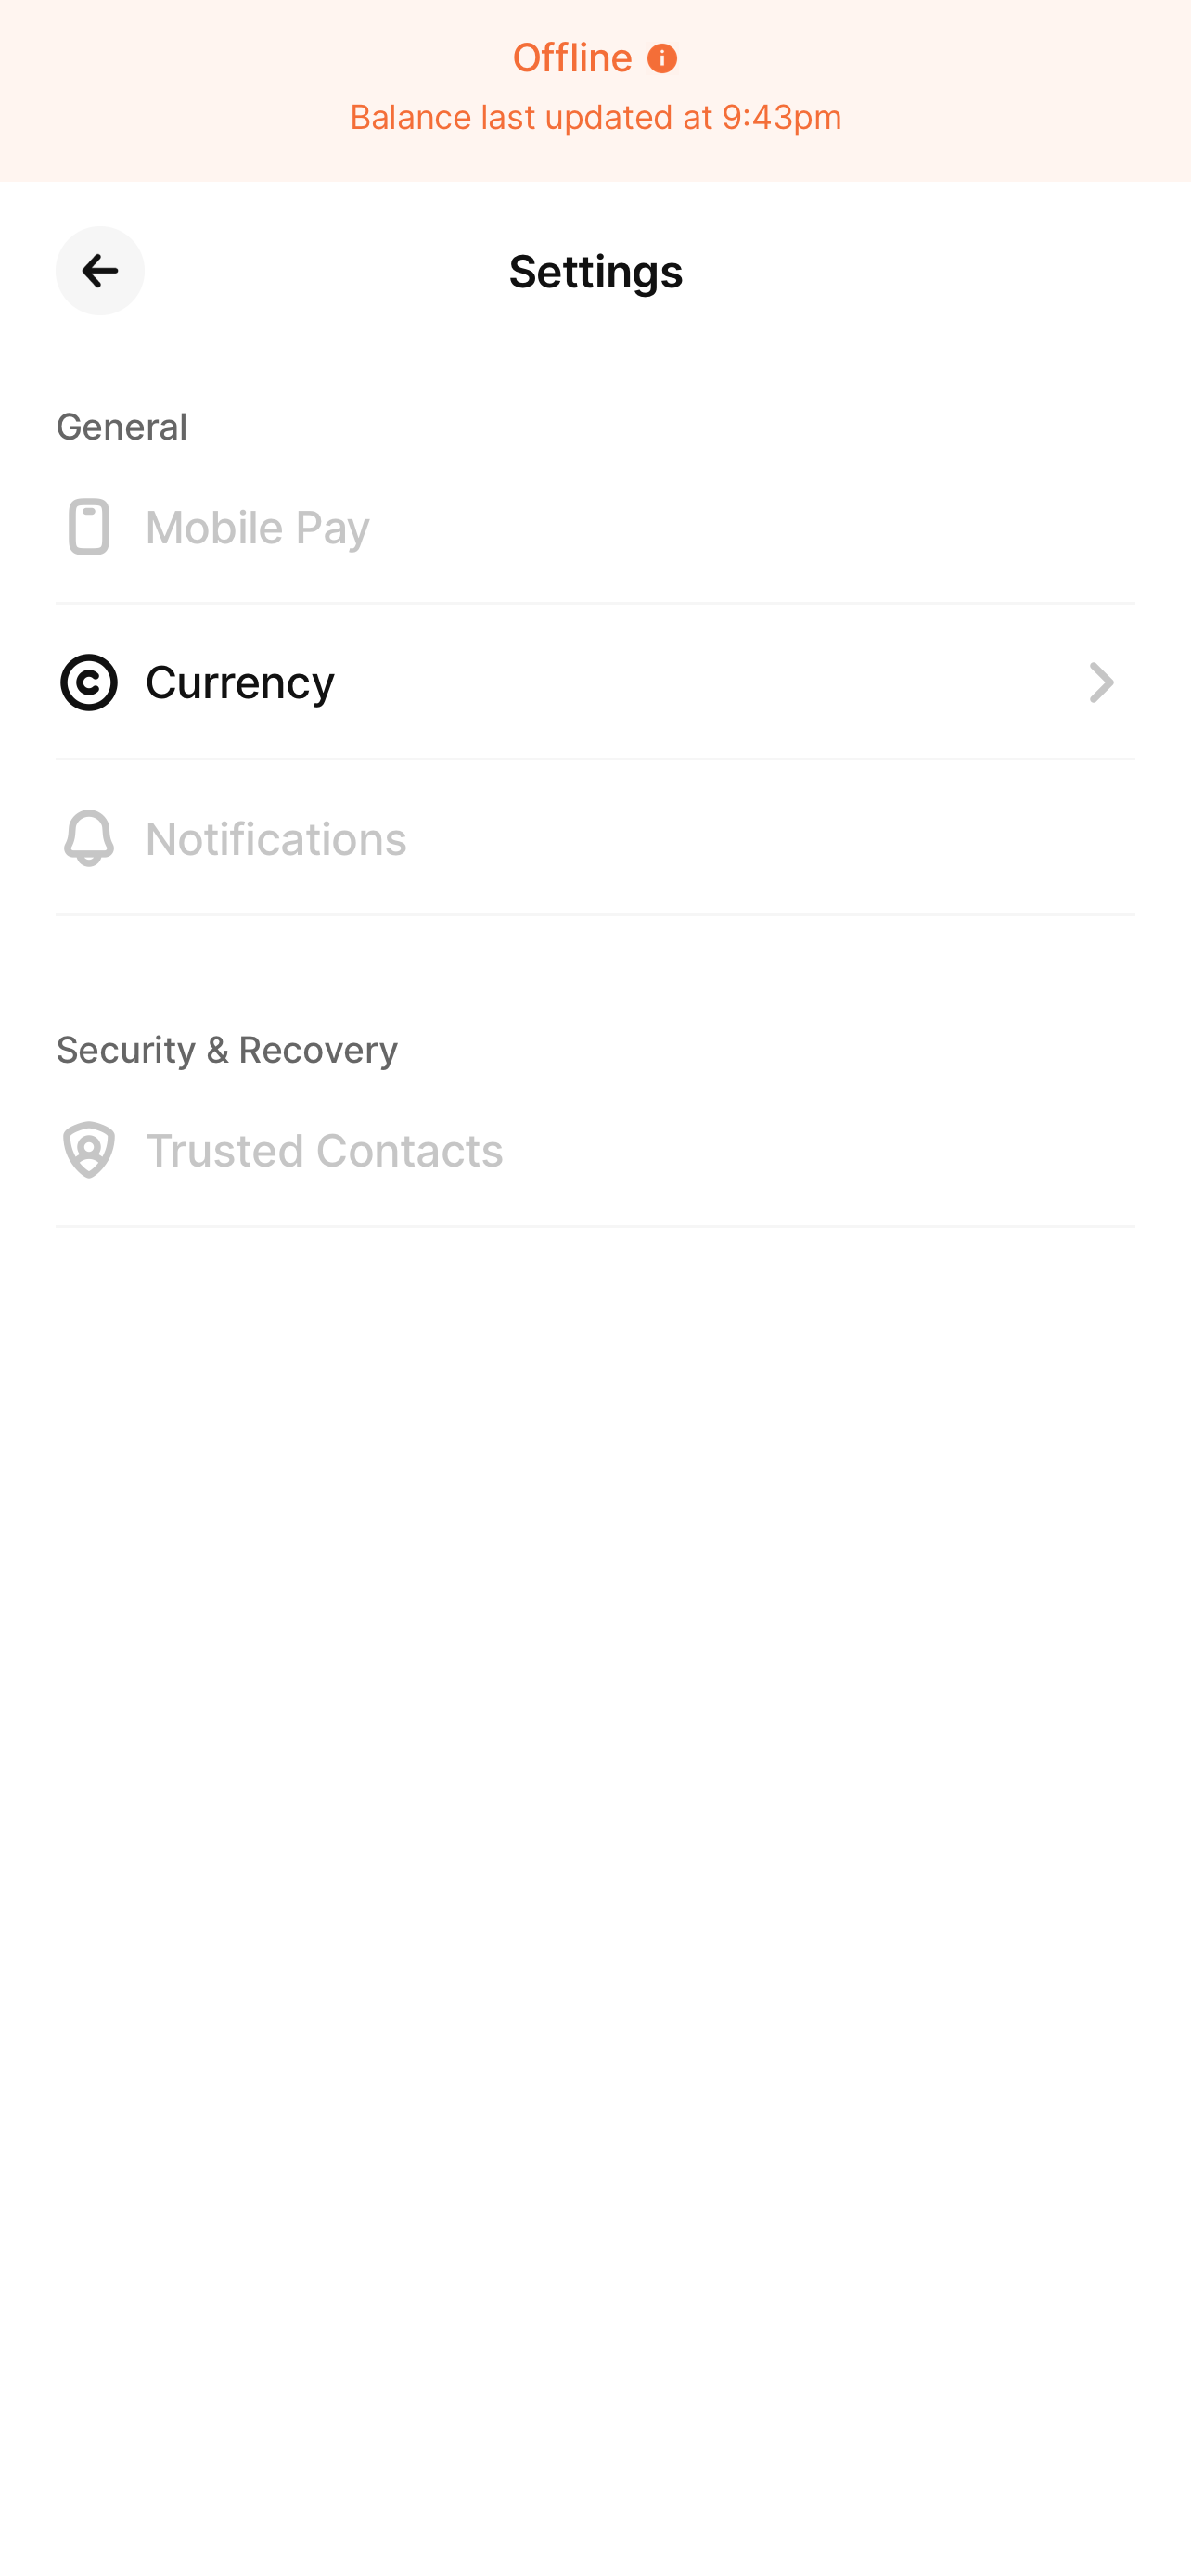 Offline
Balance last updated at 9:43pm
Settings
General
Mobile Pay
Currency
Notifications
Security & Recovery
Trusted Contacts